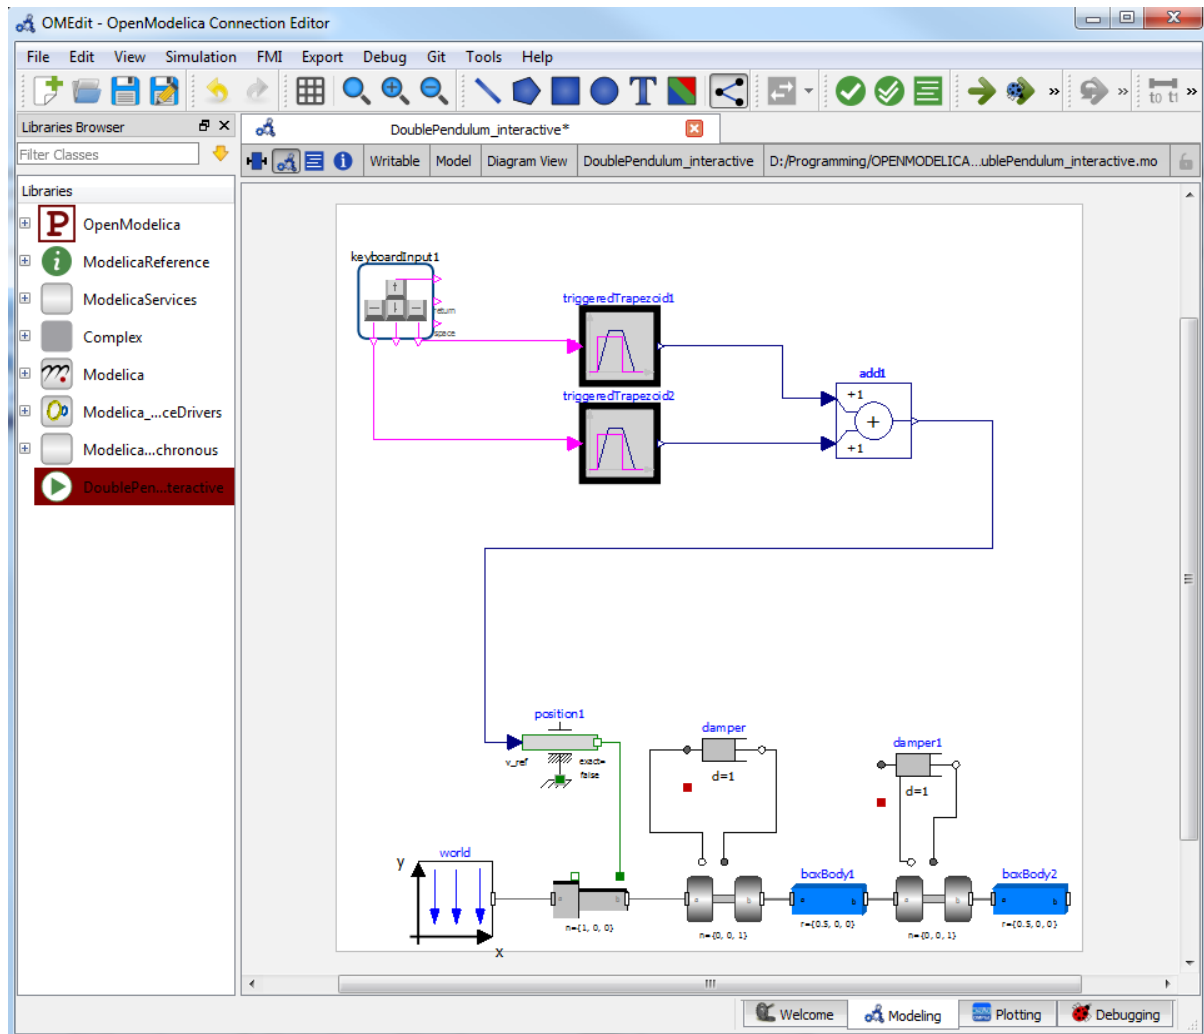 OMEdit - OpenModelica Connection Editor
File Edit View Simulation FMI Export Debug Git Tools Help
T » » to t1 »
Libraries Browser
DoublePendulum_interactive*
Filter Classes
Writable Model Diagram View DoublePendulum_interactive D:/Programming/OPENMODELICA...ublePendulum_interactive.mo
Libraries
P OpenModelica
i ModelicaReference
ModelicaServices
Complex
Modelica
Modelica_...ceDrivers
Modelica...chronous
DoublePen...teractive
keyboardInput1
return
space
triggeredTrapezoid1
triggeredTrapezoid2
add1
+1
+
+1
position1
v_ref
exact=
false
damper
d=1
damper1
d=1
world
y
x
a b
n={1, 0, 0}
a b
n={0, 0, 1}
boxBody1
a b
r={0.5, 0, 0}
a b
n={0, 0, 1}
boxBody2
a b
r={0.5, 0, 0}
Welcome Modeling Plotting Debugging